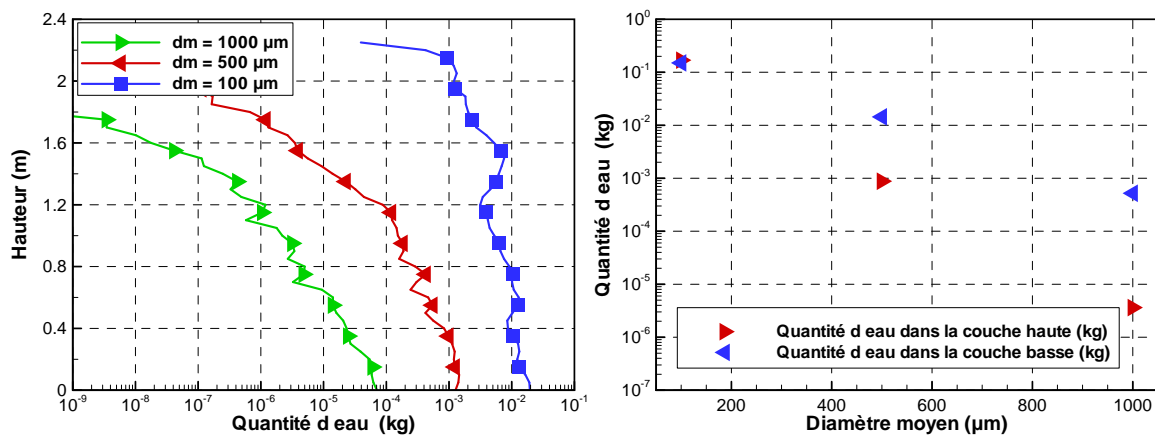 2.4
2
1.6
1.2
0.8
0.4
0
Hauteur (m)
dm = 1000 µm
dm = 500 µm
dm = 100 µm
10-9 10-8 10-7 10-6 10-5 10-4 10-3 10-2 10-1
Quantité d eau (kg)
100
10-1
10-2
10-3
10-4
10-5
10-6
10-7
Quantité d eau (kg)
Quantité d eau dans la couche haute (kg)
Quantité d eau dans la couche basse (kg)
200 400 600 800 1000
Diamètre moyen (µm)